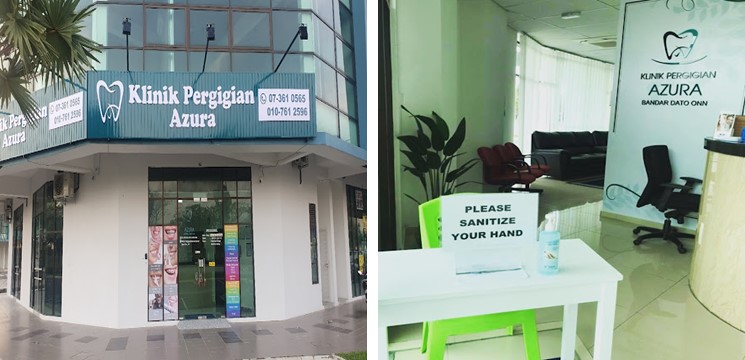 Klinik Pergigian
Azura
07-361 0565
010-761 2596
Klinik Pergigian
Azura
07-361 0565
010-761 2596
KLINIK PERGIGIAN
AZURA
BANDAR DATO ONN
PLEASE
SANITIZE
YOUR HAND